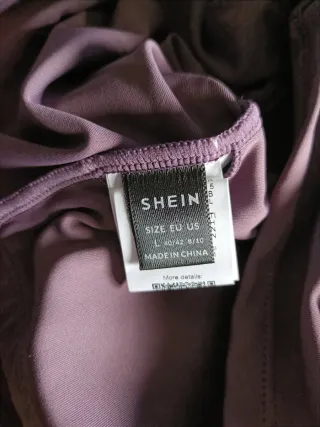 SHEIN
SIZE EU US
L 40/42 8/10
MADE IN CHINA
More details: